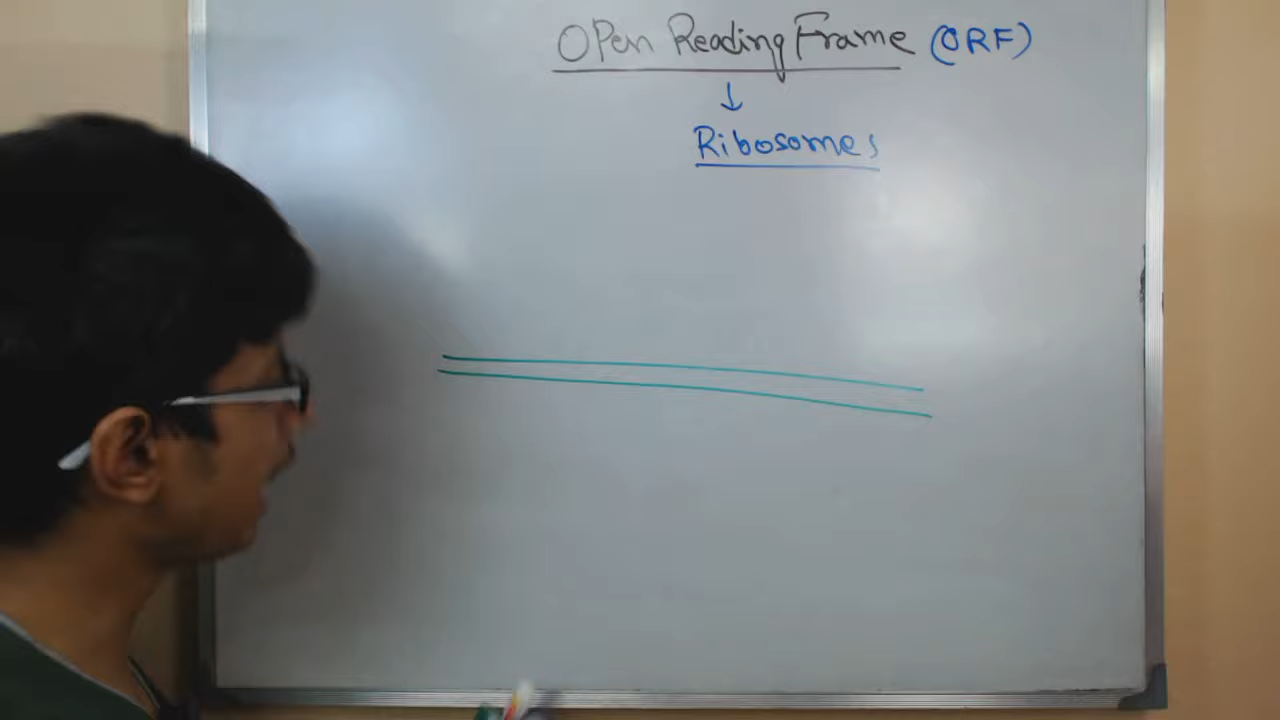 Open Reading Frame (ORF)
↓
Ribosomes